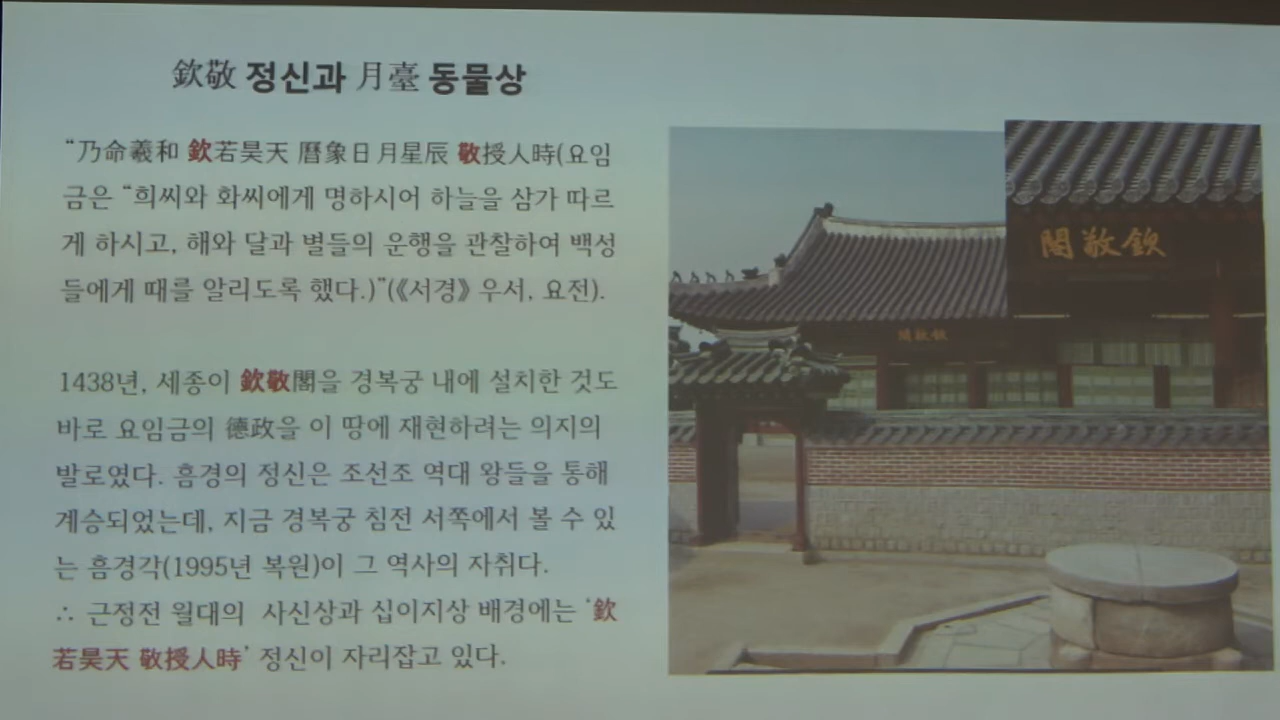 欽敬 정신과 月臺 동물상
“乃命羲和 欽若昊天 曆象日月星辰 敬授人時(요임
금은 “희씨와 화씨에게 명하시어 하늘을 삼가 따르
게 하시고, 해와 달과 별들의 운행을 관찰하여 백성
들에게 때를 알리도록 했다.)”(《서경》 우서, 요전).
1438년, 세종이 欽敬閣을 경복궁 내에 설치한 것도
바로 요임금의 德政을 이 땅에 재현하려는 의지의
발로였다. 흠경의 정신은 조선조 역대 왕들을 통해
계승되었는데, 지금 경복궁 침전 서쪽에서 볼 수 있
는 흠경각(1995년 복원)이 그 역사의 자취다.
∴ 근정전 월대의 사신상과 십이지상 배경에는 ‘欽
若昊天 敬授人時’ 정신이 자리잡고 있다.
閣敬欽
閣敬欽